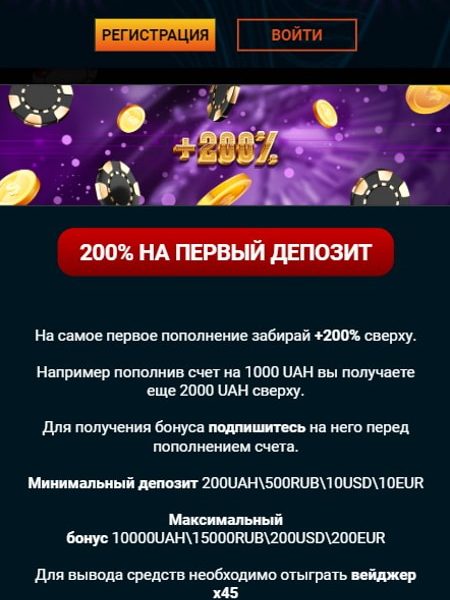 РЕГИСТРАЦИЯ ВОЙТИ
+200%
200% НА ПЕРВЫЙ ДЕПОЗИТ
На самое первое пополнение забирай +200% сверху.
Например пополнив счет на 1000 UAH вы получаете
еще 2000 UAH сверху.
Для получения бонуса подпишитесь на него перед
пополнением счета.
Минимальный депозит 200UAH\500RUB\10USD\10EUR
Максимальный
бонус 10000UAH\15000RUB\200USD\200EUR
Для вывода средств необходимо отыграть вейджер
x45